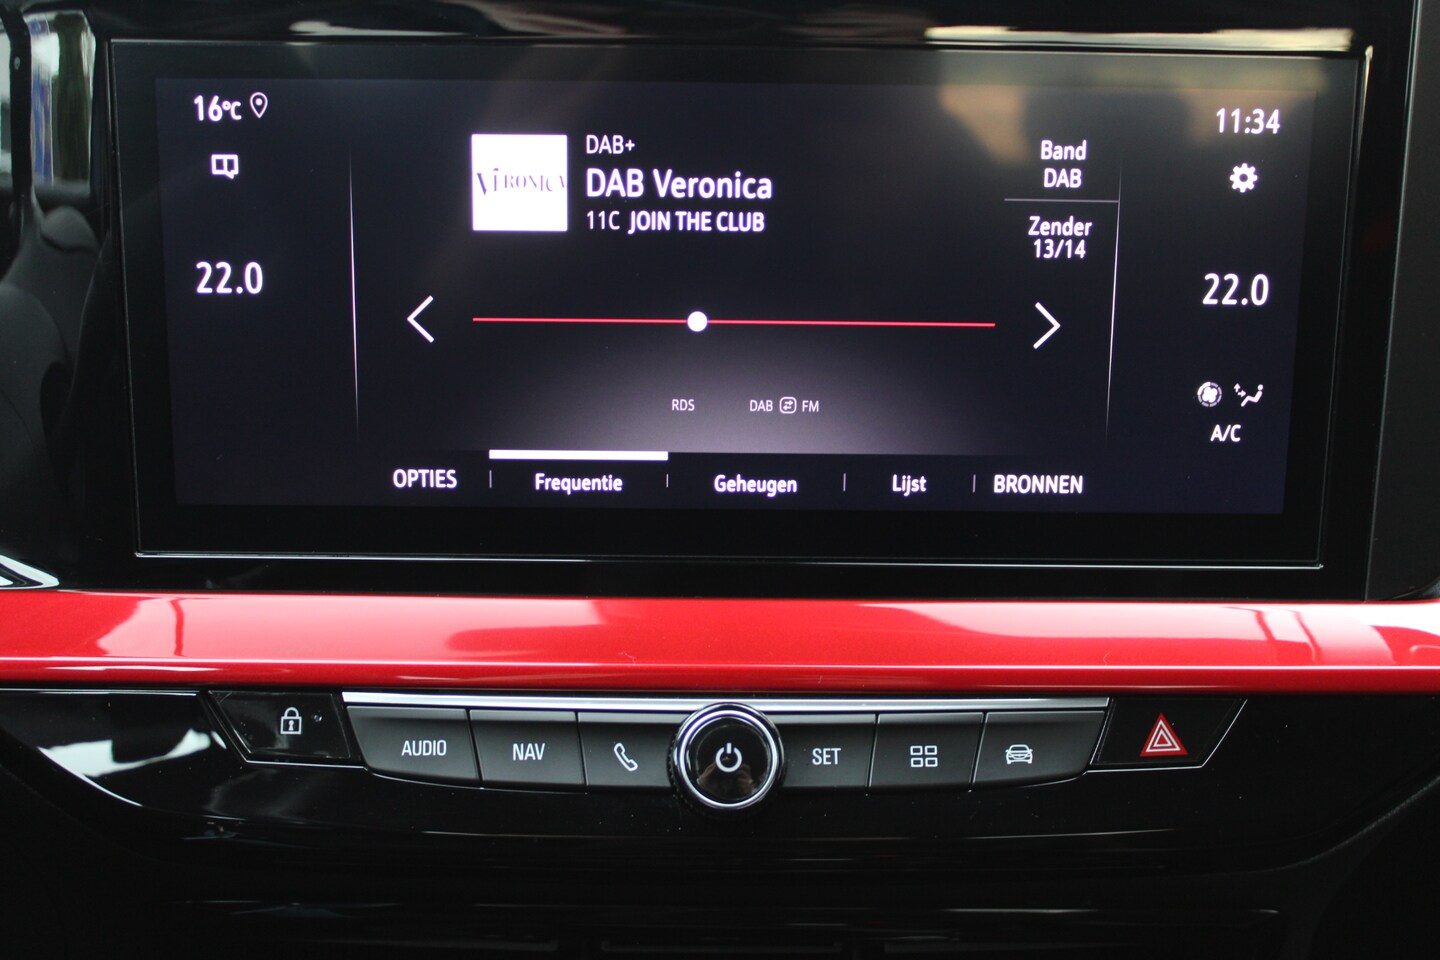 16°C
11:34
22.0
VERONICA
DAB+
DAB Veronica
11C JOIN THE CLUB
Band
DAB
Zender
13/14
22.0
RDS
DAB FM
A/C
OPTIES
Frequentie
Geheugen
Lijst
BRONNEN
AUDIO
NAV
SET